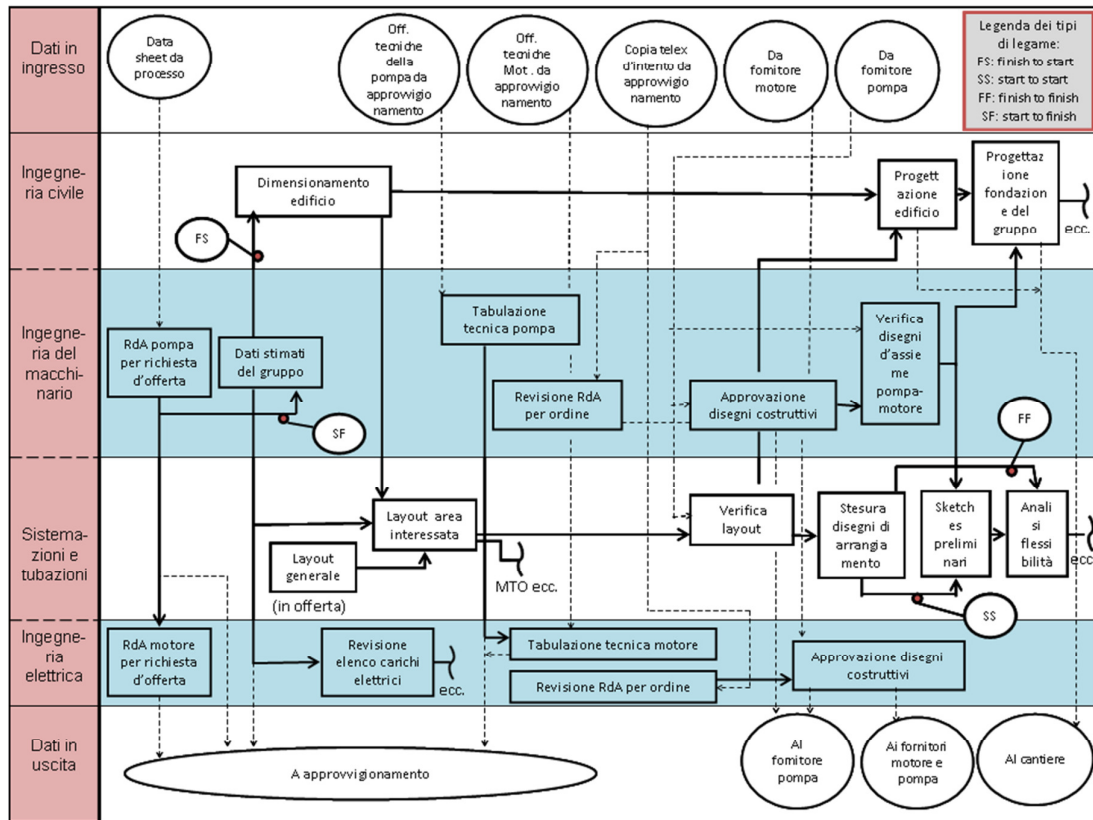 Dati in
ingresso
Data
sheet da
processo
Off.
tecniche
della
pompa da
approvvigio
namento
Off.
tecniche
Mot. da
approvvigio
namento
Copia telex
d'intento da
approvvigio
namento
Da
fornitore
motore
Da
fornitore
pompa
Legenda dei tipi
di legame:
FS: finish to start
SS: start to start
FF: finish to finish
SF: start to finish
Ingegne-
ria civile
Dimensionamento
edificio
FS
Progett
azione
edificio
Progettaz
ione
fondazion
e del
gruppo
ecc.
Ingegne-
ria del
macchi-
nario
RdA pompa
per richiesta
d'offerta
Dati stimati
del gruppo
SF
Tabulazione
tecnica pompa
Revisione RdA
per ordine
Approvazione
disegni costruttivi
Verifica
disegni
d'assie
me
pompa-
motore
FF
Sistema-
zioni e
tubazioni
Layout area
interessata
Layout
generale
(in offerta)
MTO ecc.
Verifica
layout
Stesura
disegni di
arrangia
mento
Sketch
es
prelimi
nari
Anali
si
flessi
bilità
ecc.
SS
Ingegne-
ria
elettrica
RdA motore
per richiesta
d'offerta
Revisione
elenco carichi
elettrici
ecc.
Tabulazione tecnica motore
Revisione RdA per ordine
Approvazione disegni
costruttivi
Dati in
uscita
A approvvigionamento
Al
fornitore
pompa
Ai fornitori
motore e
pompa
Al cantiere